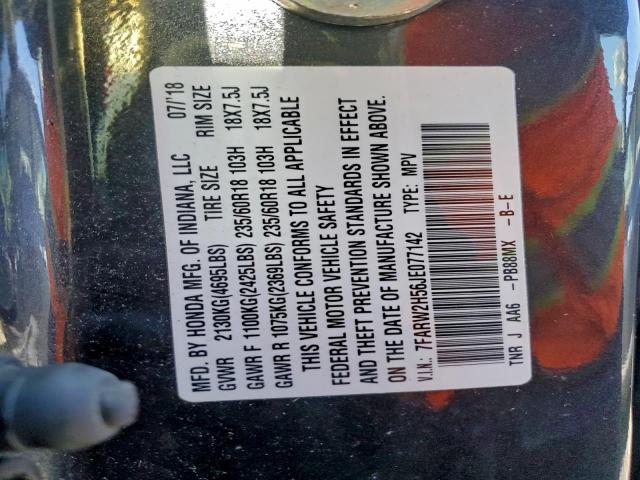 MFD. BY HONDA MFG. OF INDIANA, LLC 07/'18
GVWR 2130KG(4695LBS) TIRE SIZE RIM SIZE
GAWR F 1100KG(2425LBS) 235/60R18 103H 18X7.5J
GAWR R 1075KG(2369LBS) 235/60R18 103H 18X7.5J
THIS VEHICLE CONFORMS TO ALL APPLICABLE
FEDERAL MOTOR VEHICLE SAFETY
AND THEFT PREVENTION STANDARDS IN EFFECT
ON THE DATE OF MANUFACTURE SHOWN ABOVE.
V.I.N.: 7FARW2H56JE077142 TYPE: MPV
TNR J AA6 -PB88MX -B-E